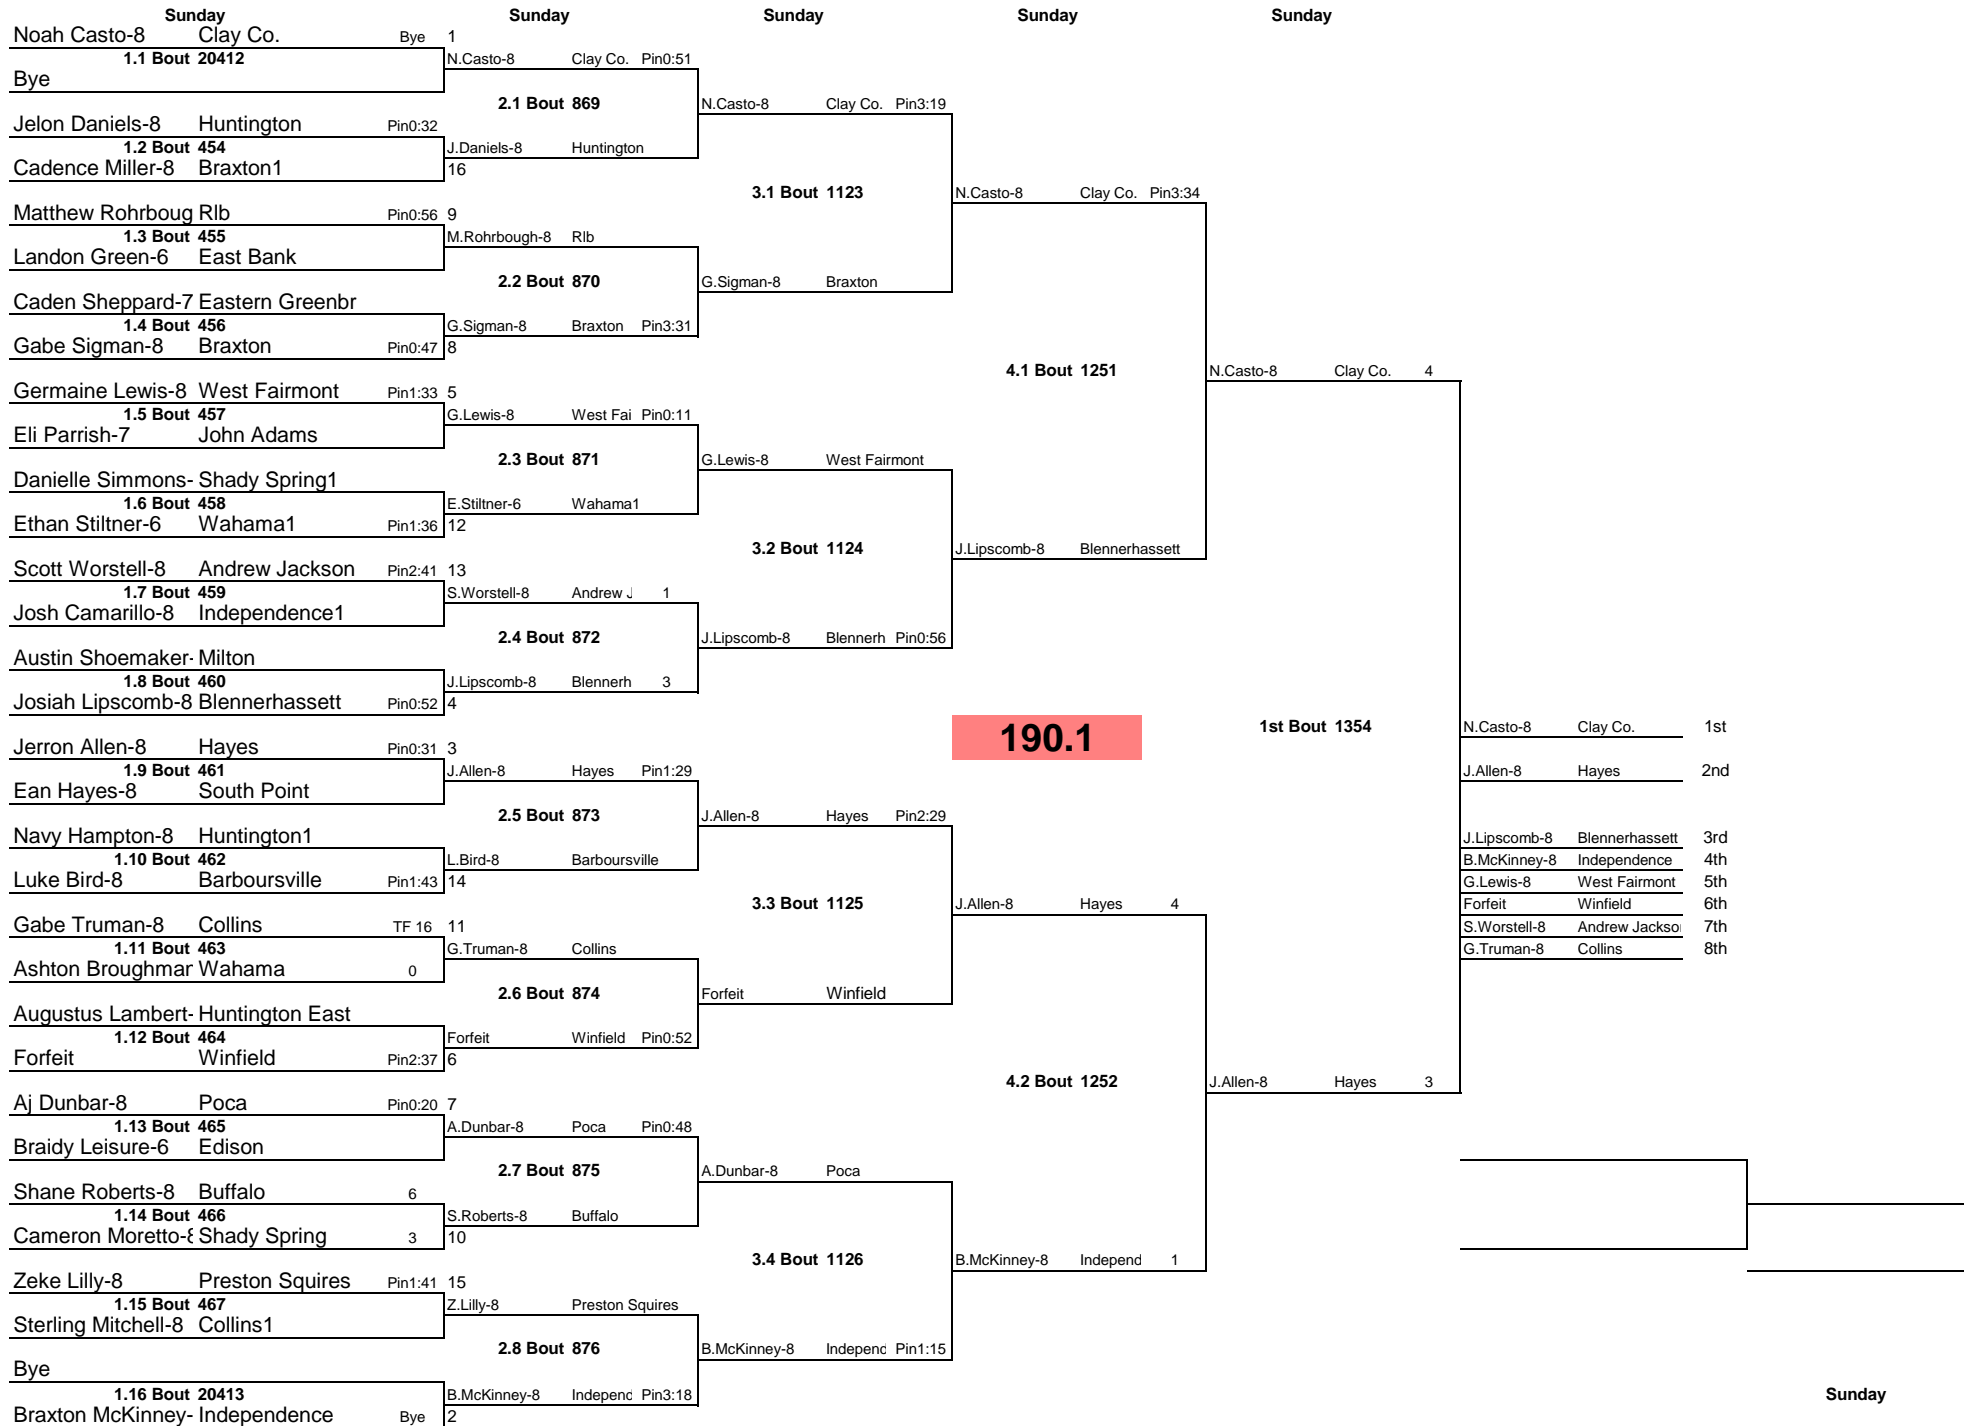 Sunday Sunday Sunday Sunday Sunday
Noah Casto-8 Clay Co. Bye 1
1.1 Bout 20412 N.Casto-8 Clay Co. Pin0:51
Bye
2.1 Bout 869 N.Casto-8 Clay Co. Pin3:19
Jelon Daniels-8 Huntington Pin0:32
1.2 Bout 454 J.Daniels-8 Huntington
Cadence Miller-8 Braxton1 16
3.1 Bout 1123 N.Casto-8 Clay Co. Pin3:34
Matthew Rohrboug Rlb Pin0:56 9
1.3 Bout 455 M.Rohrbough-8 Rlb
Landon Green-6 East Bank
2.2 Bout 870 G.Sigman-8 Braxton
Caden Sheppard-7 Eastern Greenbr
1.4 Bout 456 G.Sigman-8 Braxton Pin3:31
Gabe Sigman-8 Braxton Pin0:47 8
4.1 Bout 1251 N.Casto-8 Clay Co. 4
Germaine Lewis-8 West Fairmont Pin1:33 5
1.5 Bout 457 G.Lewis-8 West Fai Pin0:11
Eli Parrish-7 John Adams
2.3 Bout 871 G.Lewis-8 West Fairmont
Danielle Simmons- Shady Spring1
1.6 Bout 458 E.Stiltner-6 Wahama1
Ethan Stiltner-6 Wahama1 Pin1:36 12
3.2 Bout 1124 J.Lipscomb-8 Blennerhassett
Scott Worstell-8 Andrew Jackson Pin2:41 13
1.7 Bout 459 S.Worstell-8 Andrew J 1
Josh Camarillo-8 Independence1
2.4 Bout 872 J.Lipscomb-8 Blennerh Pin0:56
Austin Shoemaker- Milton
1.8 Bout 460 J.Lipscomb-8 Blennerh 3
Josiah Lipscomb-8 Blennerhassett Pin0:52 4
190.1 1st Bout 1354 N.Casto-8 Clay Co. 1st
Jerron Allen-8 Hayes Pin0:31 3
1.9 Bout 461 J.Allen-8 Hayes Pin1:29 J.Allen-8 Hayes 2nd
Ean Hayes-8 South Point
2.5 Bout 873 J.Allen-8 Hayes Pin2:29
Navy Hampton-8 Huntington1 J.Lipscomb-8 Blennerhassett 3rd
1.10 Bout 462 L.Bird-8 Barboursville B.McKinney-8 Independence 4th
Luke Bird-8 Barboursville Pin1:43 14 G.Lewis-8 West Fairmont 5th
3.3 Bout 1125 J.Allen-8 Hayes 4 Forfeit Winfield 6th
Gabe Truman-8 Collins TF 16 11 S.Worstell-8 Andrew Jackso 7th
1.11 Bout 463 G.Truman-8 Collins G.Truman-8 Collins 8th
Ashton Broughma Wahama 0
2.6 Bout 874 Forfeit Winfield
Augustus Lambert- Huntington East
1.12 Bout 464 Forfeit Winfield Pin0:52
Forfeit Winfield Pin2:37 6
4.2 Bout 1252 J.Allen-8 Hayes 3
Aj Dunbar-8 Poca Pin0:20 7
1.13 Bout 465 A.Dunbar-8 Poca Pin0:48
Braidy Leisure-6 Edison
2.7 Bout 875 A.Dunbar-8 Poca
Shane Roberts-8 Buffalo 6
1.14 Bout 466 S.Roberts-8 Buffalo
Cameron Moretto-8 Shady Spring 3 10
3.4 Bout 1126 B.McKinney-8 Independ 1
Zeke Lilly-8 Preston Squires Pin1:41 15
1.15 Bout 467 Z.Lilly-8 Preston Squires
Sterling Mitchell-8 Collins1
2.8 Bout 876 B.McKinney-8 Independ Pin1:15
Bye
1.16 Bout 20413 B.McKinney-8 Independ Pin3:18 Sunday
Braxton McKinney- Independence Bye 2